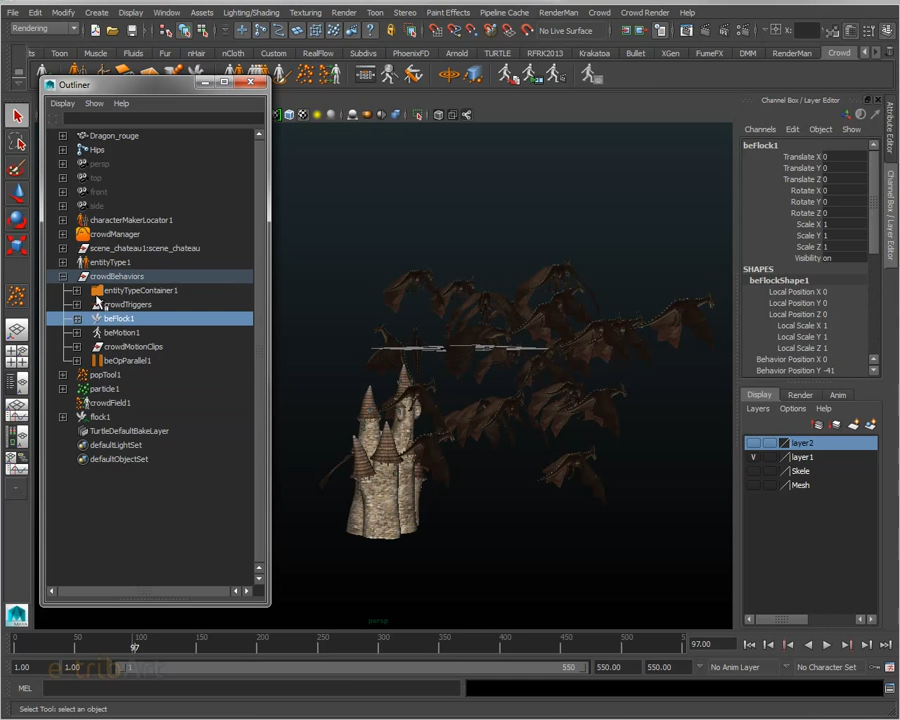 File Edit Modify Create Display Window Assets Lighting/Shading Texturing Render Toon Stereo Paint Effects Pipeline Cache RenderMan Crowd Crowd Render Help
Rendering No Live Surface X: Y: Z:
Toon Muscle Fluids Fur nHair nCloth Custom RealFlow Subdivs PhoenixFD Arnold TURTLE RFRK2013 Krakatoa Bullet XGen FumeFX DMM RenderMan Crowd
Outliner
Display Show Help
Dragon_rouge
Hips
persp
top
front
side
characterMakerLocator1
crowdManager
scene_chateau1:scene_chateau
entityType1
crowdBehaviors
entityTypeContainer1
crowdTriggers
beFlock1
beMotion1
crowdMotionClips
beOpParallel1
popTool1
particle1
crowdField1
flock1
TurtleDefaultBakeLayer
defaultLightSet
defaultObjectSet
persp
Channel Box / Layer Editor
Channels Edit Object Show
beFlock1
Translate X 0
Translate Y 0
Translate Z 0
Rotate X 0
Rotate Y 0
Rotate Z 0
Scale X 1
Scale Y 1
Scale Z 1
Visibility on
SHAPES
beFlockShape1
Local Position X 0
Local Position Y 0
Local Position Z 0
Local Scale X 1
Local Scale Y 1
Local Scale Z 1
Behavior Position X 0
Behavior Position Y -41
Display Render Anim
Layers Options Help
layer2
V layer1
Skele
Mesh
Attribute Editor
Channel Box / Layer Editor
0 50 100 150 200 250 300 350 400 450 500 5
97
97.00
1.00 1.00 1 550 550.00 550.00 No Anim Layer No Character Set
MEL
Select Tool: select an object